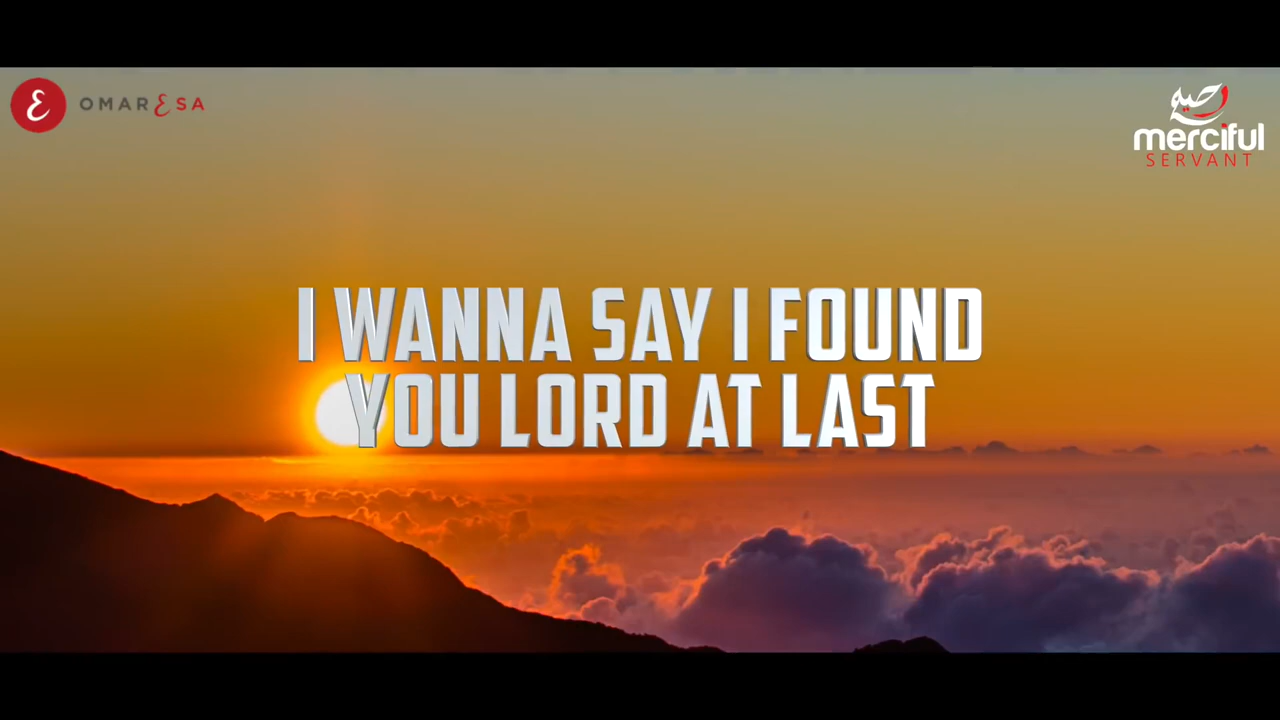 OMAR ESA
merciful
SERVANT
I WANNA SAY I FOUND
YOU LORD AT LAST